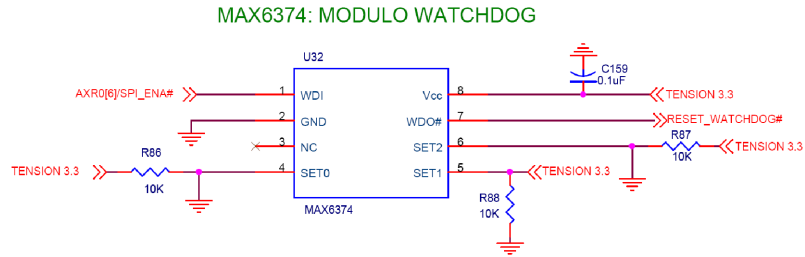 MAX6374: MODULO WATCHDOG
U32
C159
0.1uF
AXR0[6]/SPI_ENA#
1
WDI
Vcc
8
TENSION 3.3
2
GND
WDO#
7
RESET_WATCHDOG#
3
NC
SET2
6
R87
10K
TENSION 3.3
R86
10K
TENSION 3.3
4
SET0
SET1
5
TENSION 3.3
R88
10K
MAX6374